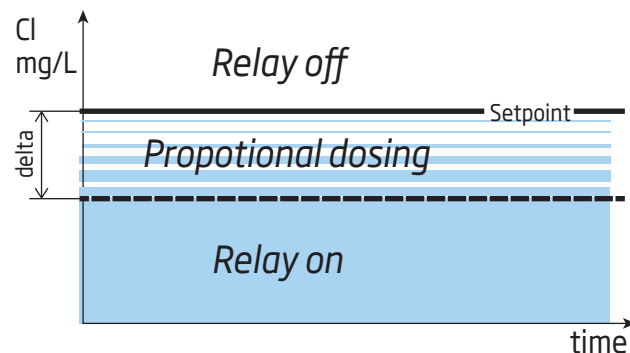 Cl
mg/L
Relay off
Setpoint
delta
Propotional dosing
Relay on
time